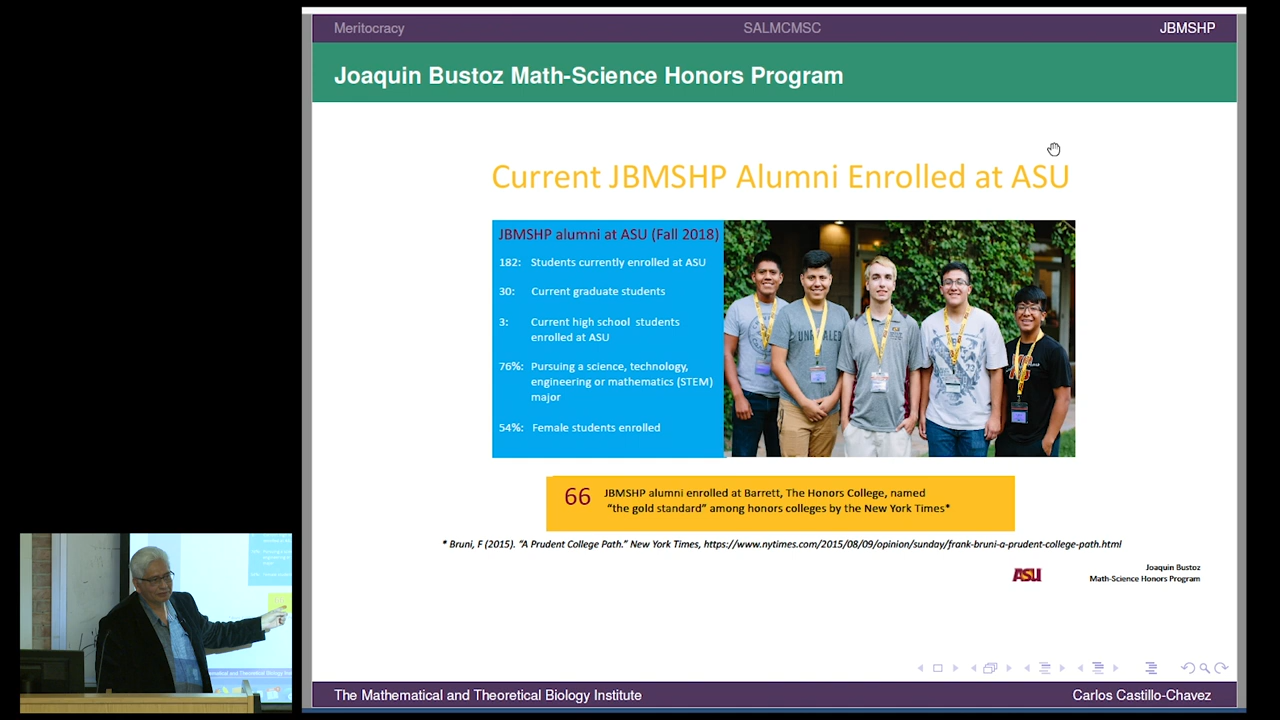 Meritocracy SALMCMSC JBMSHP
Joaquin Bustoz Math-Science Honors Program
Current JBMSHP Alumni Enrolled at ASU
JBMSHP alumni at ASU (Fall 2018)
182: Students currently enrolled at ASU
30: Current graduate students
3: Current high school students
enrolled at ASU
76%: Pursuing a science, technology,
engineering or mathematics (STEM)
major
54%: Female students enrolled
66 JBMSHP alumni enrolled at Barrett, The Honors College, named
"the gold standard" among honors colleges by the New York Times*
* Bruni, F (2015). "A Prudent College Path." New York Times, https://www.nytimes.com/2015/08/09/opinion/sunday/frank-bruni-a-prudent-college-path.html
ASU
Joaquin Bustoz
Math-Science Honors Program
The Mathematical and Theoretical Biology Institute Carlos Castillo-Chavez